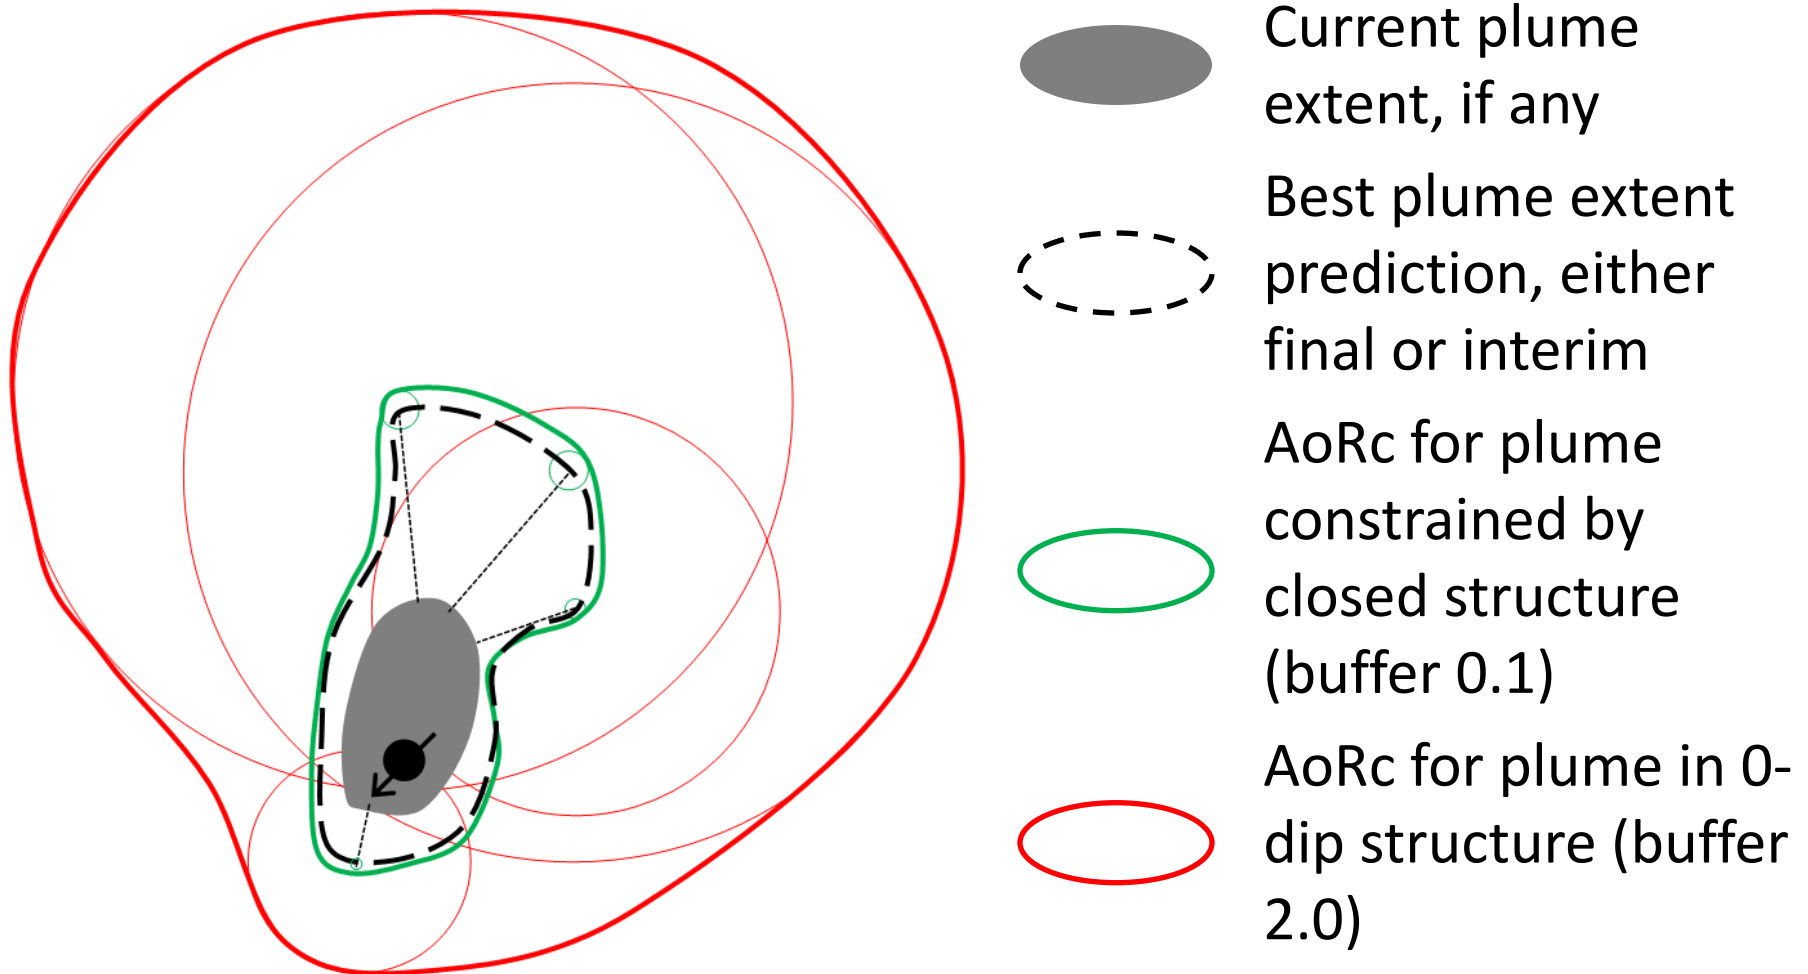 Current plume
extent, if any
Best plume extent
prediction, either
final or interim
AoRc for plume
constrained by
closed structure
(buffer 0.1)
AoRc for plume in 0-
dip structure (buffer
2.0)